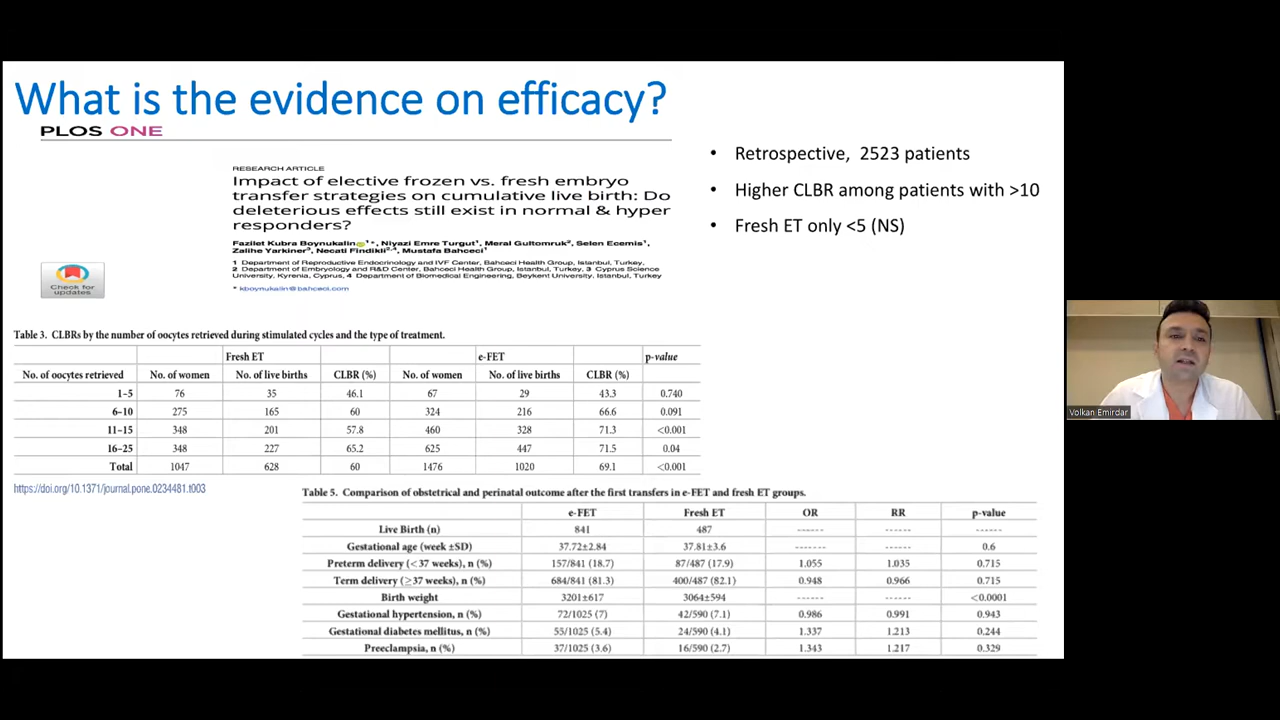 What is the evidence on efficacy?
PLOS ONE
RESEARCH ARTICLE
Impact of elective frozen vs. fresh embryo
transfer strategies on cumulative live birth: Do
deleterious effects still exist in normal & hyper
responders?
Fazilet Kubra Boynukalin¹*, Niyazi Emre Turgut¹, Meral Gultomruk², Selen Ecemis¹,
Zalihe Yarkiner³, Necati Findikli²,⁴, Mustafa Bahceci¹
1 Department of Reproductive Endocrinology and IVF Center, Bahceci Health Group, Istanbul, Turkey,
2 Department of Embryology and R&D Center, Bahceci Health Group, Istanbul, Turkey, 3 Cyprus Science
University, Kyrenia, Cyprus, 4 Department of Biomedical Engineering, Beykent University, Istanbul, Turkey
* kboynukalin@bahceci.com
Check for
updates
• Retrospective, 2523 patients
• Higher CLBR among patients with >10
• Fresh ET only <5 (NS)
Table 3. CLBRs by the number of oocytes retrieved during stimulated cycles and the type of treatment.
Fresh ET e-FET p-value
No. of oocytes retrieved No. of women No. of live births CLBR (%) No. of women No. of live births CLBR (%)
1–5 76 35 46.1 67 29 43.3 0.740
6–10 275 165 60 324 216 66.6 0.091
11–15 348 201 57.8 460 328 71.3 <0.001
16–25 348 227 65.2 625 447 71.5 0.04
Total 1047 628 60 1476 1020 69.1 <0.001
https://doi.org/10.1371/journal.pone.0234481.t003
Table 5. Comparison of obstetrical and perinatal outcome after the first transfers in e-FET and fresh ET groups.
e-FET Fresh ET OR RR p-value
Live Birth (n) 841 487 ------ ------ ------
Gestational age (week ±SD) 37.72±2.84 37.81±3.6 ------- ------ 0.6
Preterm delivery (<37 weeks), n (%) 157/841 (18.7) 87/487 (17.9) 1.055 1.035 0.715
Term delivery (≥37 weeks), n (%) 684/841 (81.3) 400/487 (82.1) 0.948 0.966 0.715
Birth weight 3201±617 3064±594 ------ ------ <0.0001
Gestational hypertension, n (%) 72/1025 (7) 42/590 (7.1) 0.986 0.991 0.943
Gestational diabetes mellitus, n (%) 55/1025 (5.4) 24/590 (4.1) 1.337 1.213 0.244
Preeclampsia, n (%) 37/1025 (3.6) 16/590 (2.7) 1.343 1.217 0.329
Volkan Emirdar